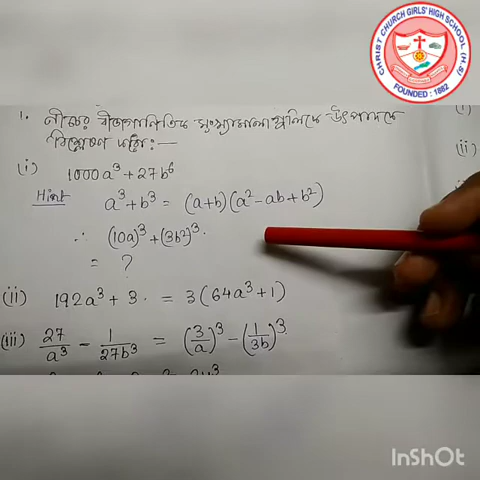 CHRIST CHURCH GIRLS' HIGH SCHOOL (H.S)
FOUNDED : 1882
1. নীচের বীজগাণিতিক সংখ্যামালা গুলিকে উৎপাদকে
বিশ্লেষণ করো:—
(i) 1000a³ + 27b⁶
Hint a³ + b³ = (a+b)(a² - ab + b²)
∴ (10a)³ + (3b²)³.
= ?
(ii) 192a³ + 3. = 3(64a³ + 1)
(iii) 27/a³ - 1/27b³ = (3/a)³ - (1/3b)³
(i)
(ii)
InShOt